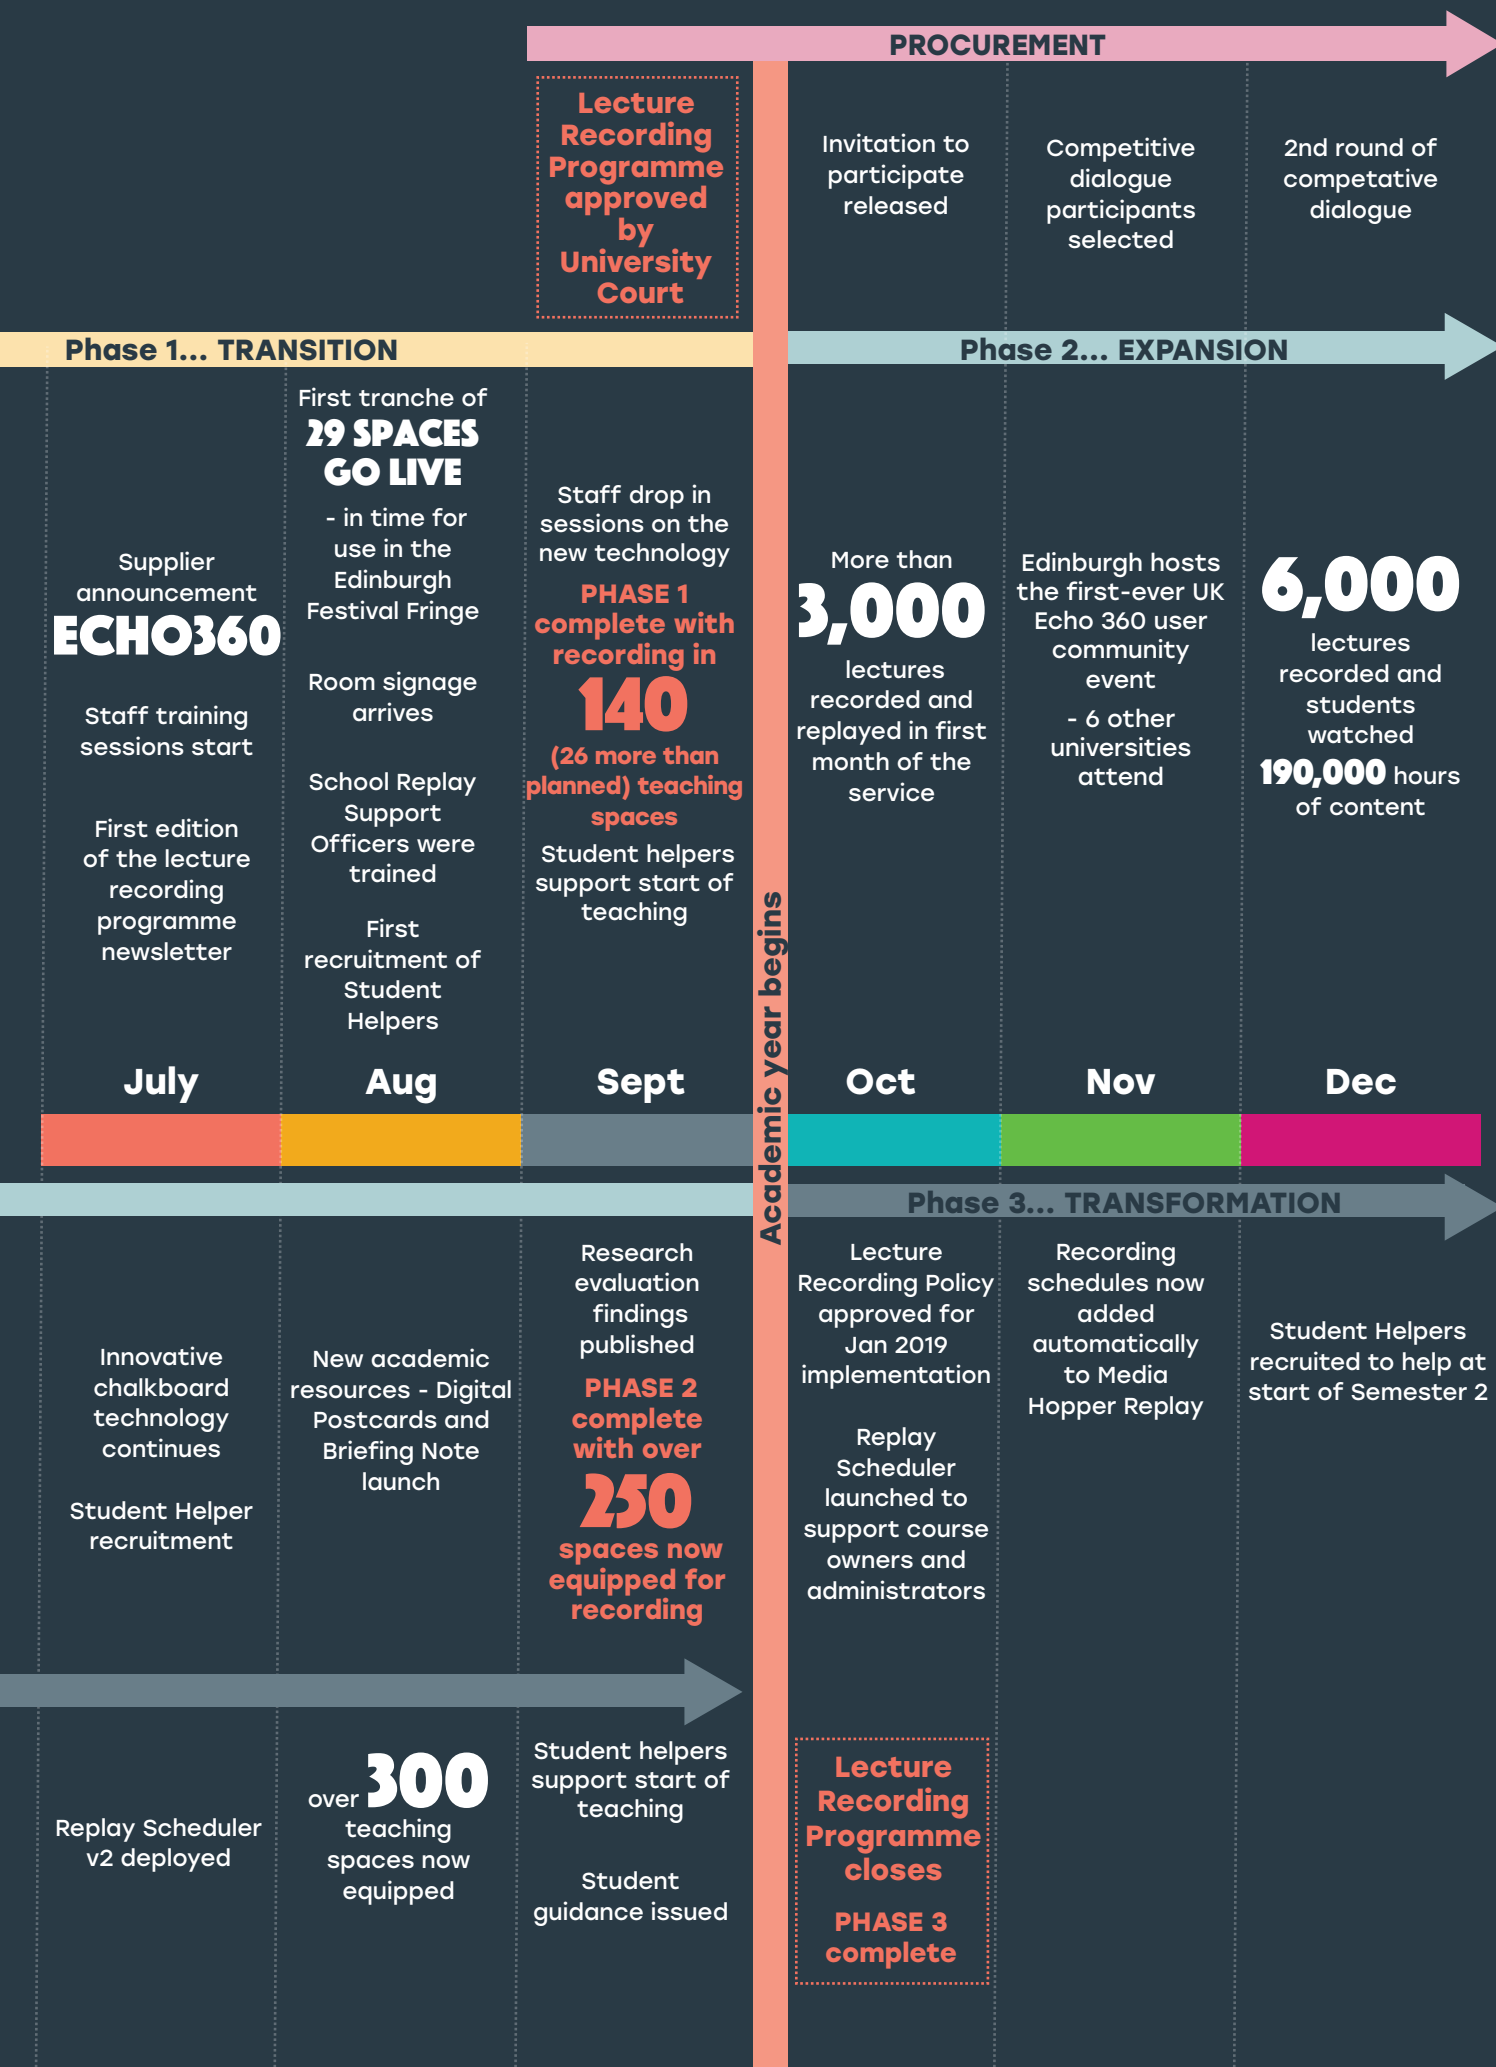 PROCUREMENT
Lecture
Recording
Programme
approved
by
University
Court
Invitation to
participate
released
Competitive
dialogue
participants
selected
2nd round of
competative
dialogue
Phase 1... TRANSITION
Phase 2... EXPANSION
Supplier
announcement
ECHO360
Staff training
sessions start
First edition
of the lecture
recording
programme
newsletter
First tranche of
29 SPACES
GO LIVE
- in time for
use in the
Edinburgh
Festival Fringe
Room signage
arrives
School Replay
Support
Officers were
trained
First
recruitment of
Student
Helpers
Staff drop in
sessions on the
new technology
PHASE 1
complete with
recording in
140
(26 more than
planned) teaching
spaces
Student helpers
support start of
teaching
More than
3,000
lectures
recorded and
replayed in first
month of the
service
Edinburgh hosts
the first-ever UK
Echo 360 user
community
event
- 6 other
universities
attend
6,000
lectures
recorded and
students
watched
190,000 hours
of content
Academic year begins
July
Aug
Sept
Oct
Nov
Dec
Phase 3... TRANSFORMATION
Innovative
chalkboard
technology
continues
Student Helper
recruitment
New academic
resources - Digital
Postcards and
Briefing Note
launch
Research
evaluation
findings
published
PHASE 2
complete
with over
250
spaces now
equipped for
recording
Lecture
Recording Policy
approved for
Jan 2019
implementation
Replay
Scheduler
launched to
support course
owners and
administrators
Recording
schedules now
added
automatically
to Media
Hopper Replay
Student Helpers
recruited to help at
start of Semester 2
Replay Scheduler
v2 deployed
over 300
teaching
spaces now
equipped
Student helpers
support start of
teaching
Student
guidance issued
Lecture
Recording
Programme
closes
PHASE 3
complete